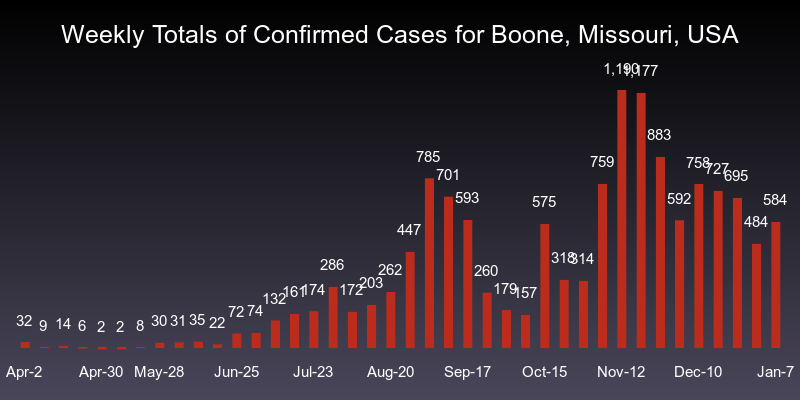 Weekly Totals of Confirmed Cases for Boone, Missouri, USA
32 9 14 6 2 2 8 30 31 35 22 72 74 132 161 174 286 172 203 262 447 785 701 593 260 179 157 575 318 314 759 1,190 1,177 883 592 758 727 695 484 584
Apr-2 Apr-30 May-28 Jun-25 Jul-23 Aug-20 Sep-17 Oct-15 Nov-12 Dec-10 Jan-7